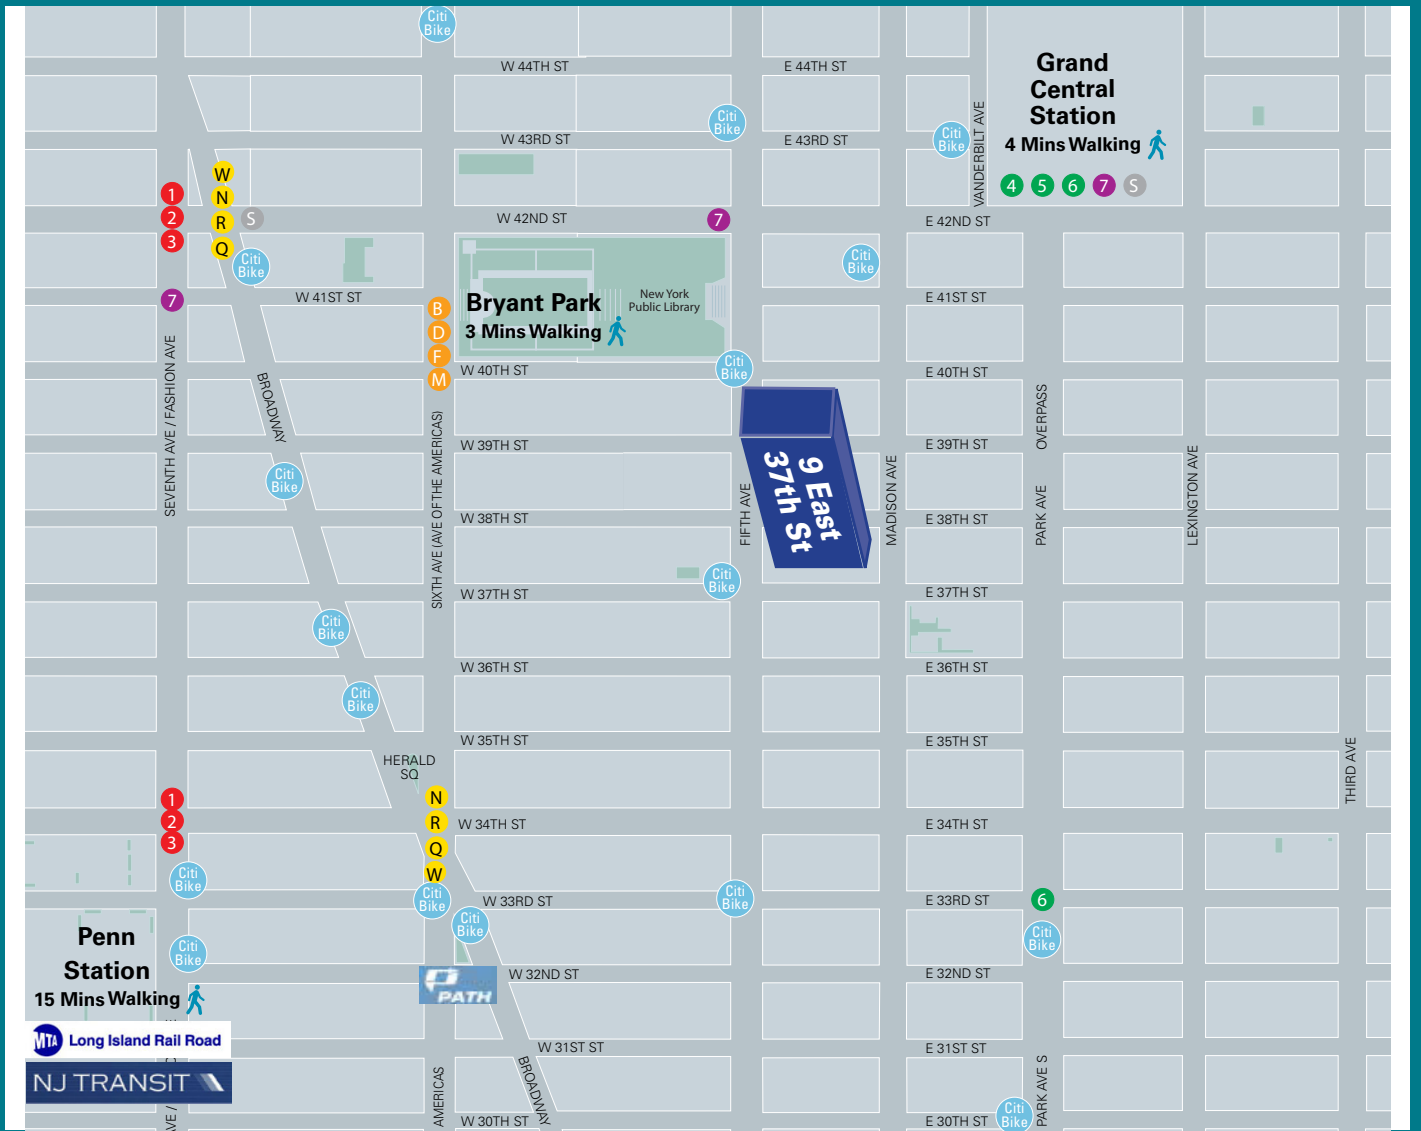 Citi
Bike
W 44TH ST
E 44TH ST
Grand
Central
Station
4 Mins Walking
4 5 6 7 S
VANDERBILT AVE
Citi
Bike
Citi
Bike
W 43RD ST
E 43RD ST
1
2
3
W
N
R
Q
S
Citi
Bike
W 42ND ST
7
E 42ND ST
Citi
Bike
7
W 41ST ST
E 41ST ST
B
D
F
M
Bryant Park
3 Mins Walking
New York
Public Library
Citi
Bike
W 40TH ST
E 40TH ST
SEVENTH AVE / FASHION AVE
BROADWAY
SIXTH AVE (AVE OF THE AMERICAS)
FIFTH AVE
9 East
37th St
MADISON AVE
PARK AVE
OVERPASS
LEXINGTON AVE
W 39TH ST
E 39TH ST
Citi
Bike
W 38TH ST
E 38TH ST
Citi
Bike
W 37TH ST
E 37TH ST
Citi
Bike
W 36TH ST
E 36TH ST
Citi
Bike
W 35TH ST
E 35TH ST
THIRD AVE
HERALD
SQ
1
2
3
N
R
Q
W
W 34TH ST
E 34TH ST
Citi
Bike
Citi
Bike
Citi
Bike
W 33RD ST
E 33RD ST
6
Citi
Bike
Citi
Bike
Citi
Bike
Penn
Station
15 Mins Walking
PATH
W 32ND ST
E 32ND ST
MTA Long Island Rail Road
NJ TRANSIT
W 31ST ST
E 31ST ST
AVE /
AMERICAS
BROADWAY
PARK AVE S
Citi
Bike
W 30TH ST
E 30TH ST